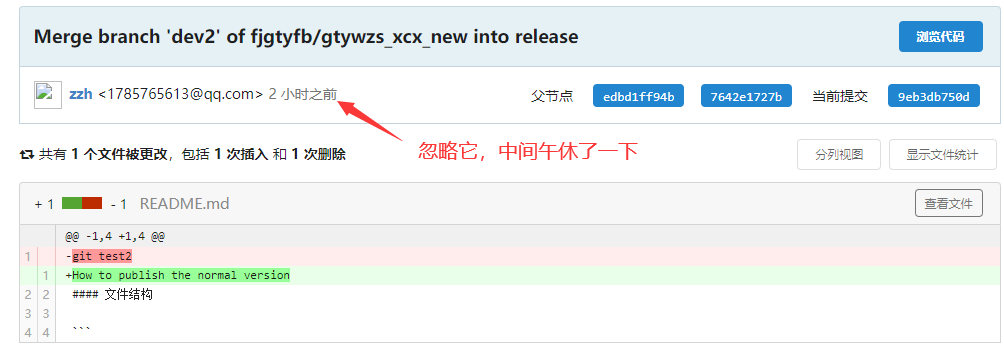 Merge branch 'dev2' of fjgtyfb/gtywzs_xcx_new into release
浏览代码
zzh <1785765613@qq.com> 2 小时之前
父节点 edbd1ff94b 7642e1727b 当前提交 9eb3db750d
忽略它，中间午休了一下
共有 1 个文件被更改，包括 1 次插入 和 1 次删除
分列视图 显示文件统计
+ 1 - 1 README.md
查看文件
@@ -1,4 +1,4 @@
1 -git test2
1 +How to publish the normal version
2 2 #### 文件结构
3 3
4 4 ```